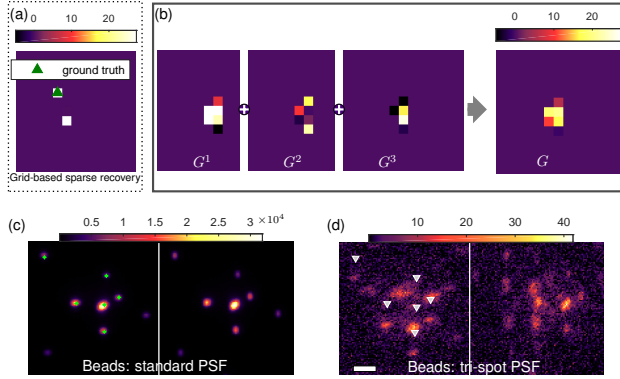 (a)
0 10 20
ground truth
Grid-based sparse recovery
(b)
0 10 20
G¹ G² G³ G
(c)
0.5 1 1.5 2 2.5 3 ×10⁴
Beads: standard PSF
(d)
10 20 30 40
Beads: tri-spot PSF